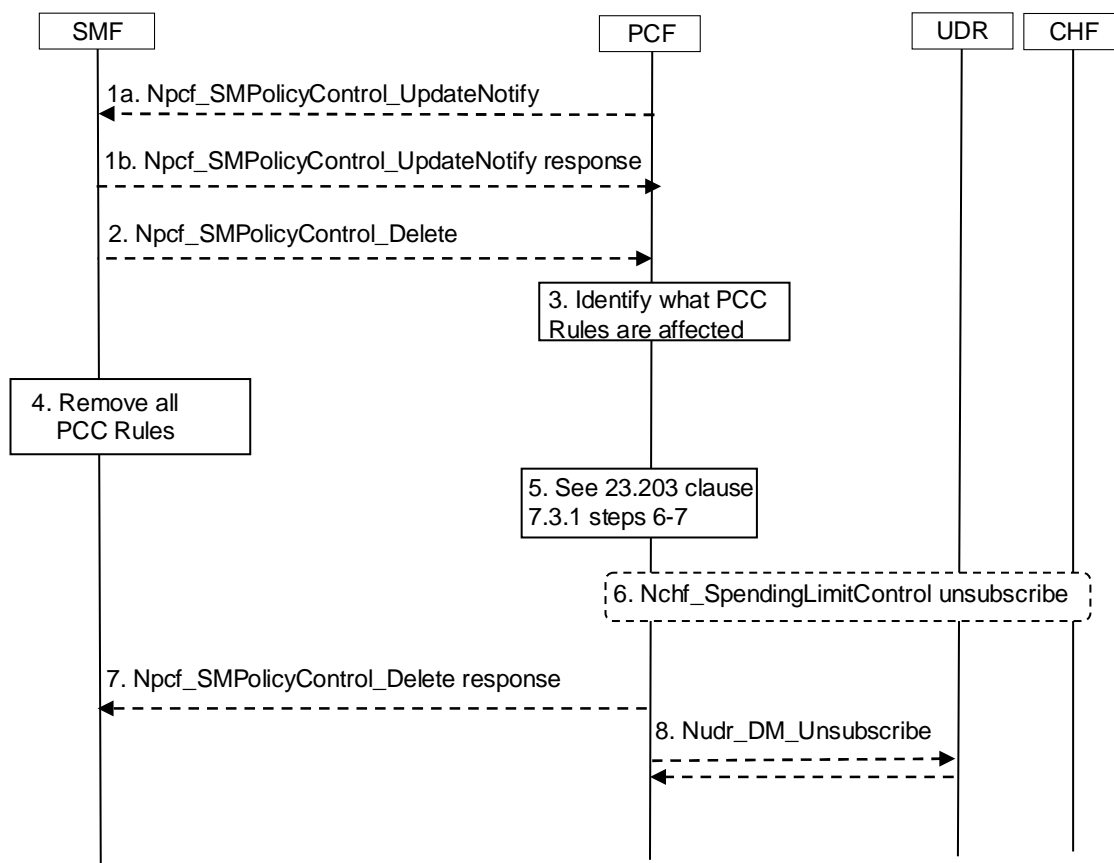 SMF
PCF
UDR
CHF
1a. Npcf_SMPolicyControl_UpdateNotify
1b. Npcf_SMPolicyControl_UpdateNotify response
2. Npcf_SMPolicyControl_Delete
3. Identify what PCC
Rules are affected
4. Remove all
PCC Rules
5. See 23.203 clause
7.3.1 steps 6-7
6. Nchf_SpendingLimitControl unsubscribe
7. Npcf_SMPolicyControl_Delete response
8. Nudr_DM_Unsubscribe